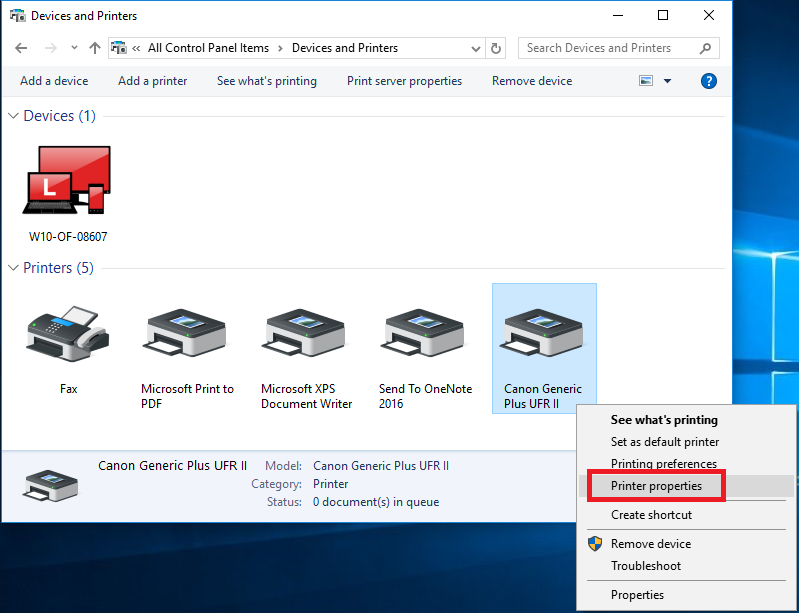 Devices and Printers
« All Control Panel Items › Devices and Printers
Search Devices and Printers
Add a device Add a printer See what's printing Print server properties Remove device
Devices (1)
L
W10-OF-08607
Printers (5)
Fax
Microsoft Print to
PDF
Microsoft XPS
Document Writer
Send To OneNote
2016
Canon Generic
Plus UFR II
Canon Generic Plus UFR II Model: Canon Generic Plus UFR II
Category: Printer
Status: 0 document(s) in queue
See what's printing
Set as default printer
Printing preferences
Printer properties
Create shortcut
Remove device
Troubleshoot
Properties